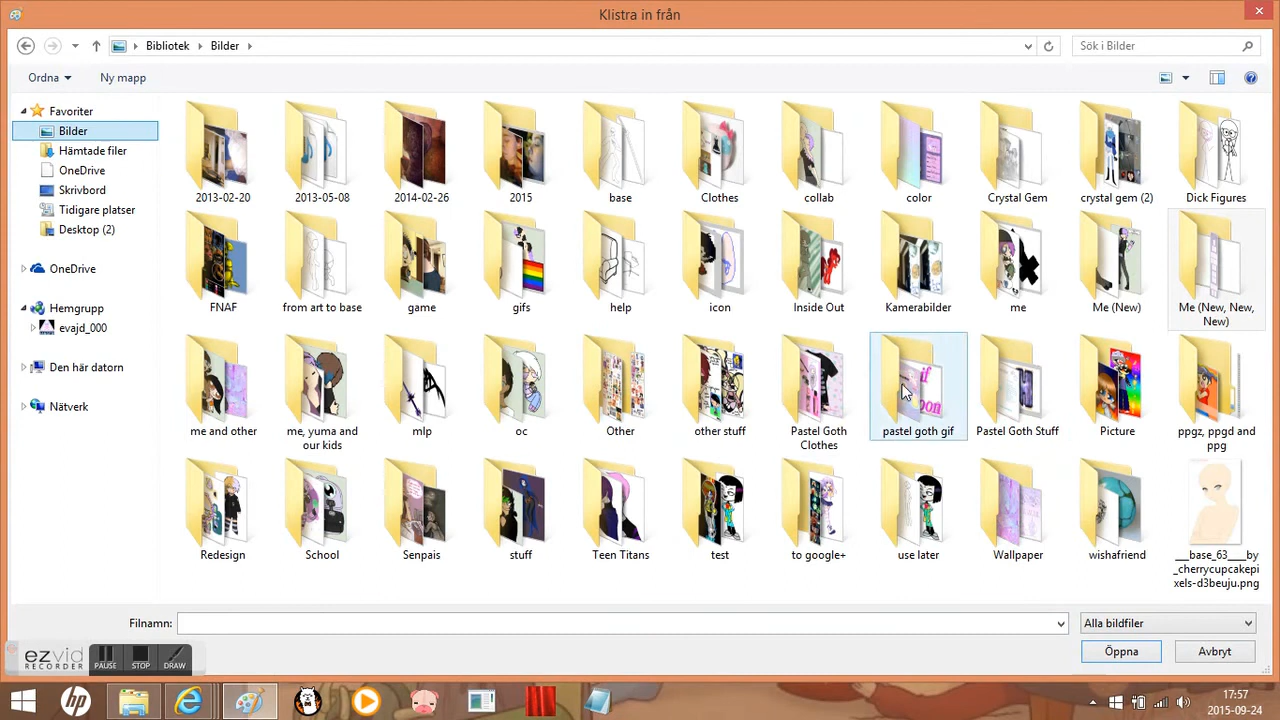 Klistra in från
Bibliotek Bilder
Sök i Bilder
Ordna Ny mapp
Favoriter
Bilder
Hämtade filer
OneDrive
Skrivbord
Tidigare platser
Desktop (2)
OneDrive
Hemgrupp
evajd_000
Den här datorn
Nätverk
2013-02-20 2013-05-08 2014-02-26 2015 base Clothes collab color Crystal Gem crystal gem (2) Dick Figures
FNAF from art to base game gifs help icon Inside Out Kamerabilder me Me (New) Me (New, New,
New)
if
me and other me, yuma and mlp oc Other other stuff Pastel Goth pastel goth gif Pastel Goth Stuff Picture ppgz, ppgd and
our kids Clothes ppg
Redesign School Senpais stuff Teen Titans test to google+ use later Wallpaper wishafriend __base_63___by
_cherrycupcakepi
xels-d3beuju.png
Filnamn: Alla bildfiler
Öppna Avbryt
ezvid
RECORDER
PAUSE STOP DRAW
hp
17:57
2015-09-24